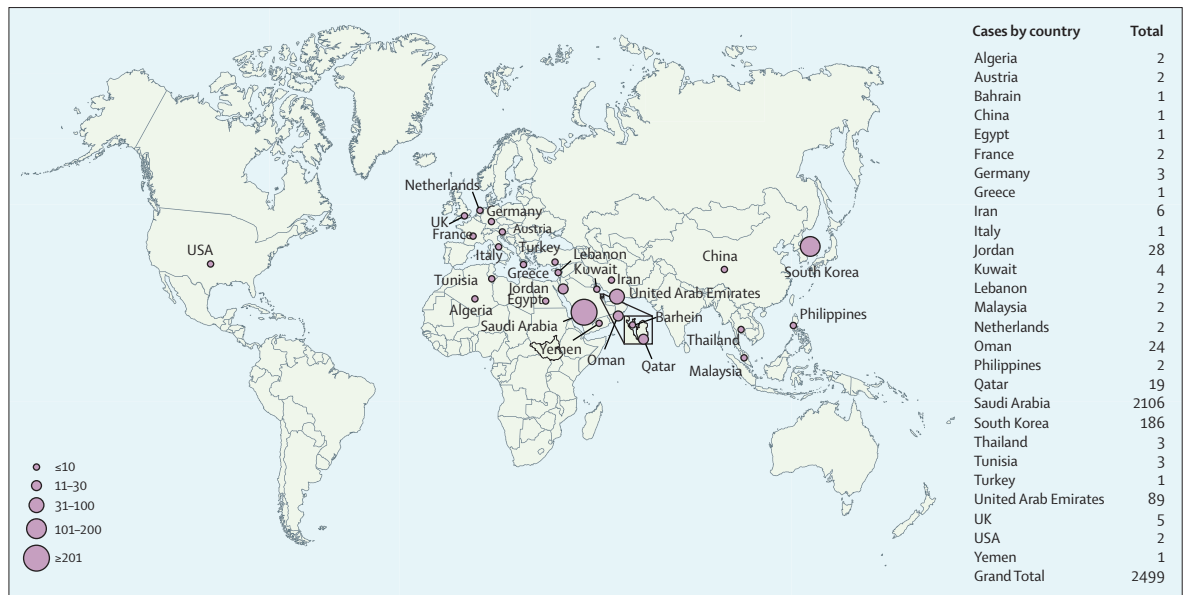 Netherlands
Germany
UK
France
Austria
USA
Italy
Turkey
Lebanon
China
Greece
Kuwait
South Korea
Tunisia
Iran
Jordan
United Arab Emirates
Egypt
Algeria
Philippines
Saudi Arabia
Barhein
Thailand
Yemen
Oman
Qatar
Malaysia
≤10
11–30
31–100
101–200
≥201
Cases by country Total
Algeria 2
Austria 2
Bahrain 1
China 1
Egypt 1
France 2
Germany 3
Greece 1
Iran 6
Italy 1
Jordan 28
Kuwait 4
Lebanon 2
Malaysia 2
Netherlands 2
Oman 24
Philippines 2
Qatar 19
Saudi Arabia 2106
South Korea 186
Thailand 3
Tunisia 3
Turkey 1
United Arab Emirates 89
UK 5
USA 2
Yemen 1
Grand Total 2499